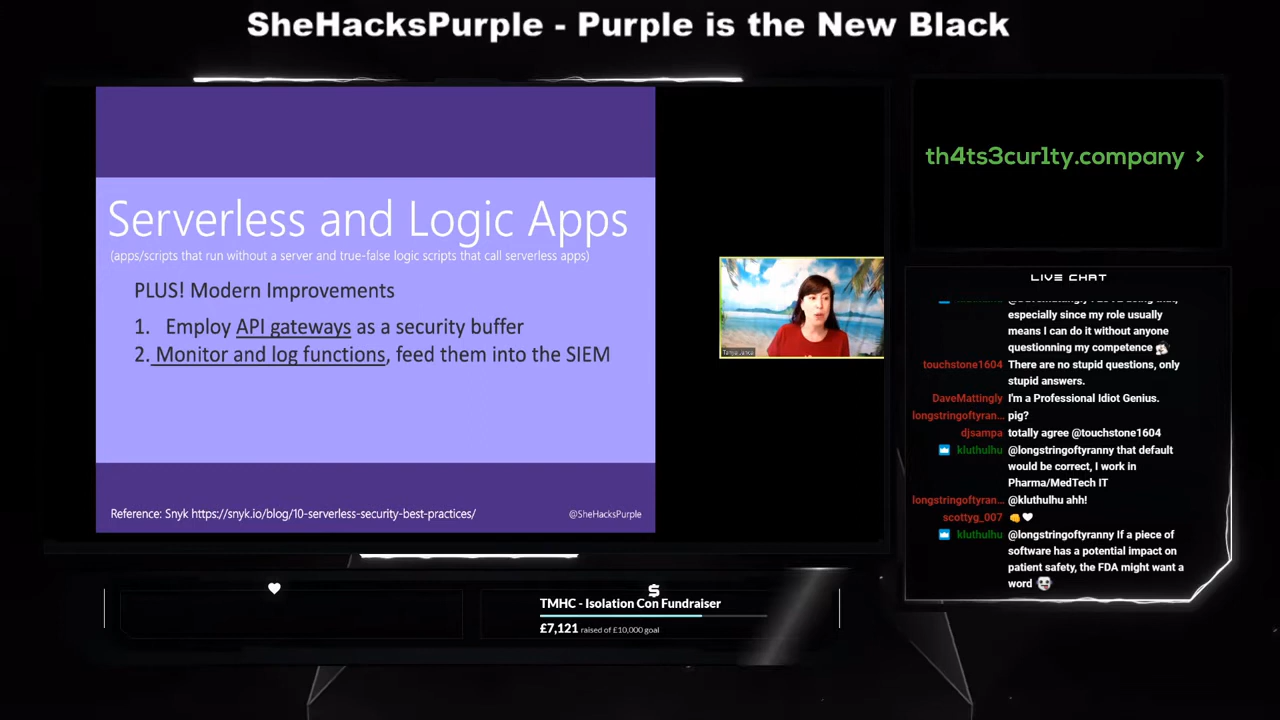 SheHacksPurple - Purple is the New Black
Serverless and Logic Apps
(apps/scripts that run without a server and true-false logic scripts that call serverless apps)
PLUS! Modern Improvements
1. Employ API gateways as a security buffer
2. Monitor and log functions, feed them into the SIEM
Reference: Snyk https://snyk.io/blog/10-serverless-security-best-practices/
@SheHacksPurple
Tanya Janca
th4ts3cur1ty.company >
LIVE CHAT
especially since my role usually
means I can do it without anyone
questionning my competence
touchstone1604 There are no stupid questions, only
stupid answers.
DaveMattingly I'm a Professional Idiot Genius.
longstringoftyran... pig?
djsampa totally agree @touchstone1604
kluthulhu @longstringoftyranny that default
would be correct, I work in
Pharma/MedTech IT
longstringoftyran... @kluthulhu ahh!
scottyg_007
kluthulhu @longstringoftyranny If a piece of
software has a potential impact on
patient safety, the FDA might want a
word
TMHC - Isolation Con Fundraiser
£7,121 raised of £10,000 goal